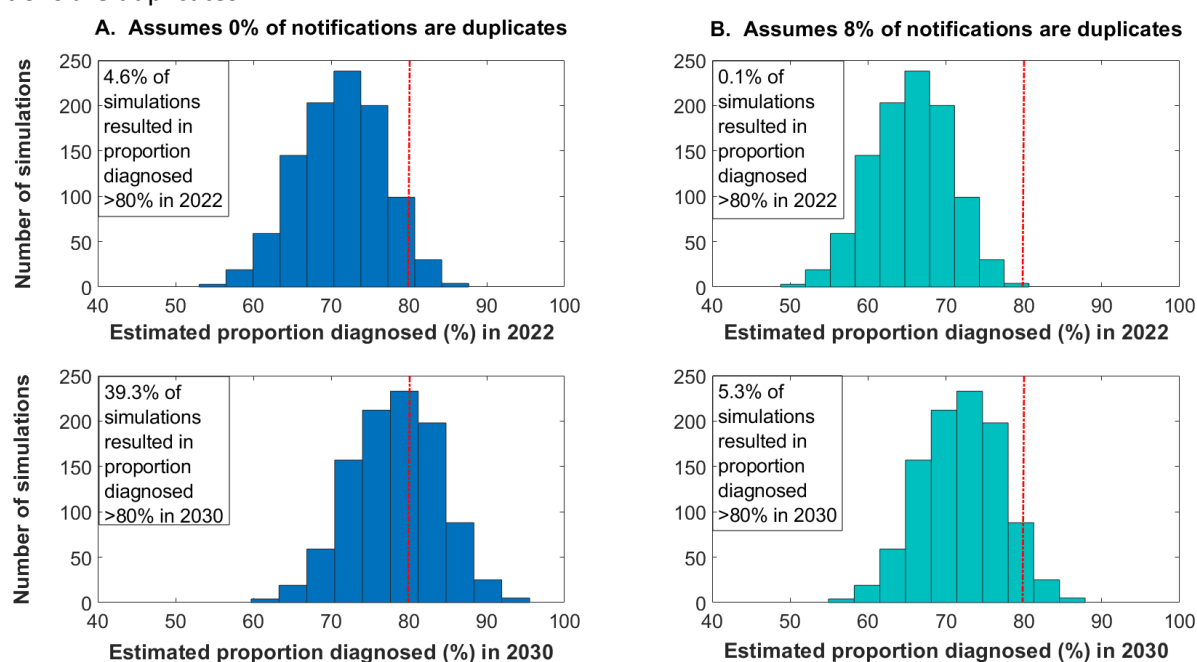 A. Assumes 0% of notifications are duplicates
B. Assumes 8% of notifications are duplicates
Number of simulations
250
200
150
100
50
0
4.6% of
simulations
resulted in
proportion
diagnosed
>80% in 2022
40 50 60 70 80 90 100
Estimated proportion diagnosed (%) in 2022
250
200
150
100
50
0
0.1% of
simulations
resulted in
proportion
diagnosed
>80% in 2022
40 50 60 70 80 90 100
Estimated proportion diagnosed (%) in 2022
Number of simulations
250
200
150
100
50
0
39.3% of
simulations
resulted in
proportion
diagnosed
>80% in 2030
40 50 60 70 80 90 100
Estimated proportion diagnosed (%) in 2030
250
200
150
100
50
0
5.3% of
simulations
resulted in
proportion
diagnosed
>80% in 2030
40 50 60 70 80 90 100
Estimated proportion diagnosed (%) in 2030